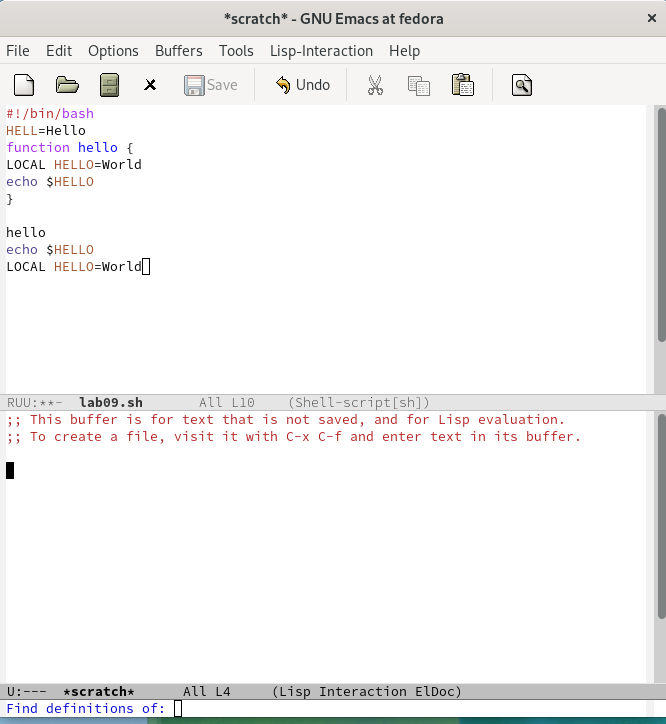 *scratch* - GNU Emacs at fedora
File Edit Options Buffers Tools Lisp-Interaction Help
Save Undo
#!/bin/bash
HELL=Hello
function hello {
LOCAL HELLO=World
echo $HELLO
}
hello
echo $HELLO
LOCAL HELLO=World
RUU:**- lab09.sh All L10 (Shell-script[sh])
;; This buffer is for text that is not saved, and for Lisp evaluation.
;; To create a file, visit it with C-x C-f and enter text in its buffer.
U:--- *scratch* All L4 (Lisp Interaction ElDoc)
Find definitions of: